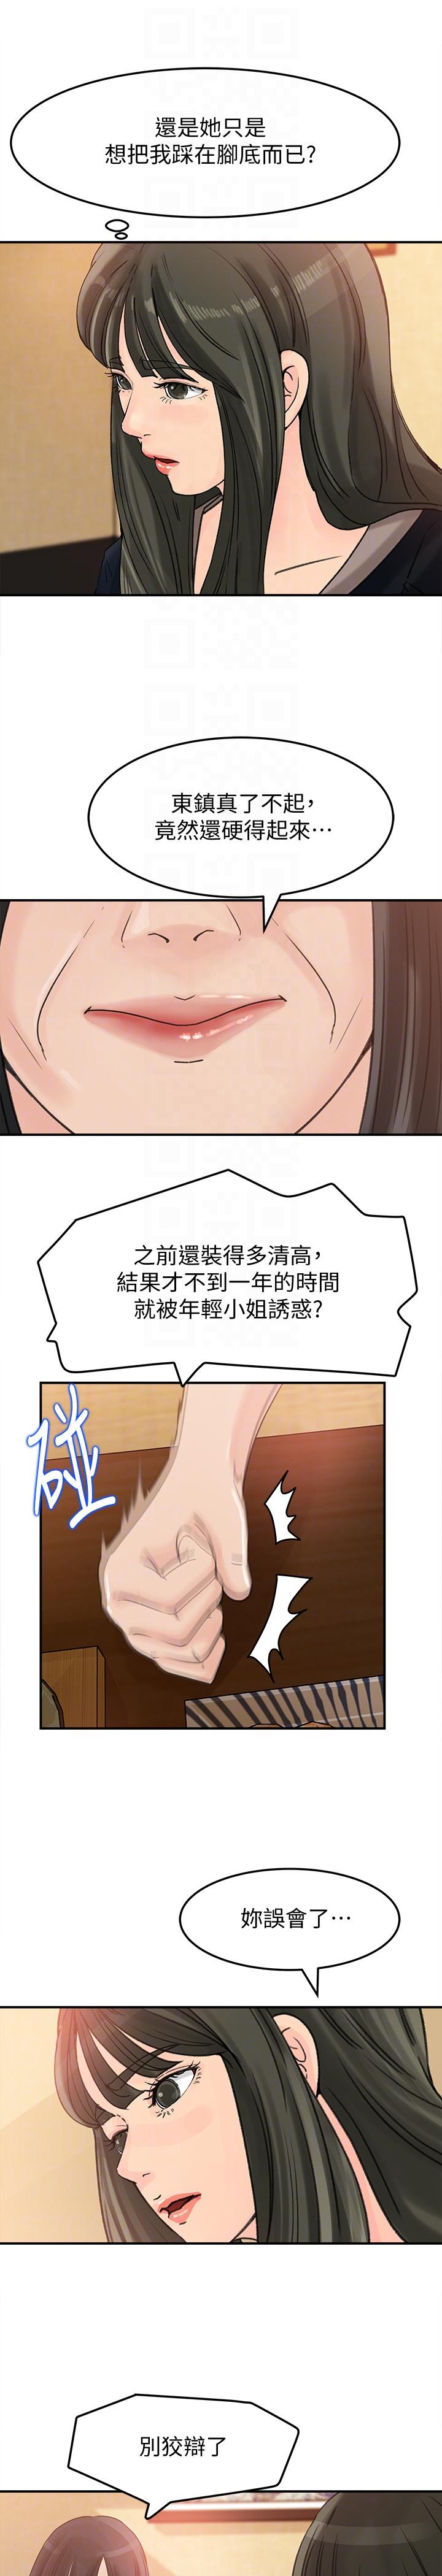 還是她只是
想把我踩在腳底而已?
東鎮真了不起,
竟然還硬得起來…
之前還裝得多清高,
結果才不到一年的時間
就被年輕小姐誘惑?
碰
妳誤會了…
別狡辯了